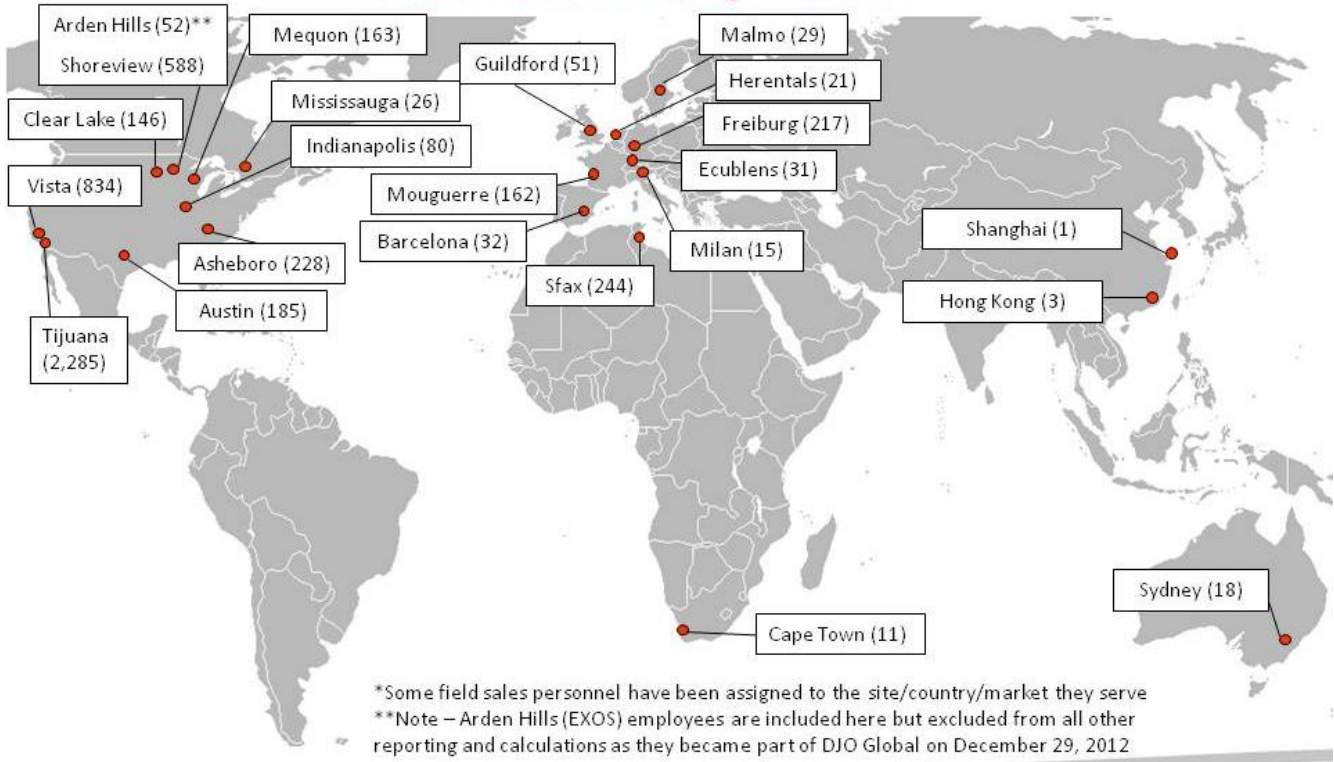 Arden Hills (52)**
Shoreview (588)
Mequon (163)
Clear Lake (146)
Mississauga (26)
Indianapolis (80)
Vista (834)
Asheboro (228)
Austin (185)
Tijuana
(2,285)
Guildford (51)
Malmo (29)
Herentals (21)
Freiburg (217)
Ecublens (31)
Mouguerre (162)
Barcelona (32)
Milan (15)
Sfax (244)
Shanghai (1)
Hong Kong (3)
Sydney (18)
Cape Town (11)
*Some field sales personnel have been assigned to the site/country/market they serve
**Note – Arden Hills (EXOS) employees are included here but excluded from all other
reporting and calculations as they became part of DJO Global on December 29, 2012